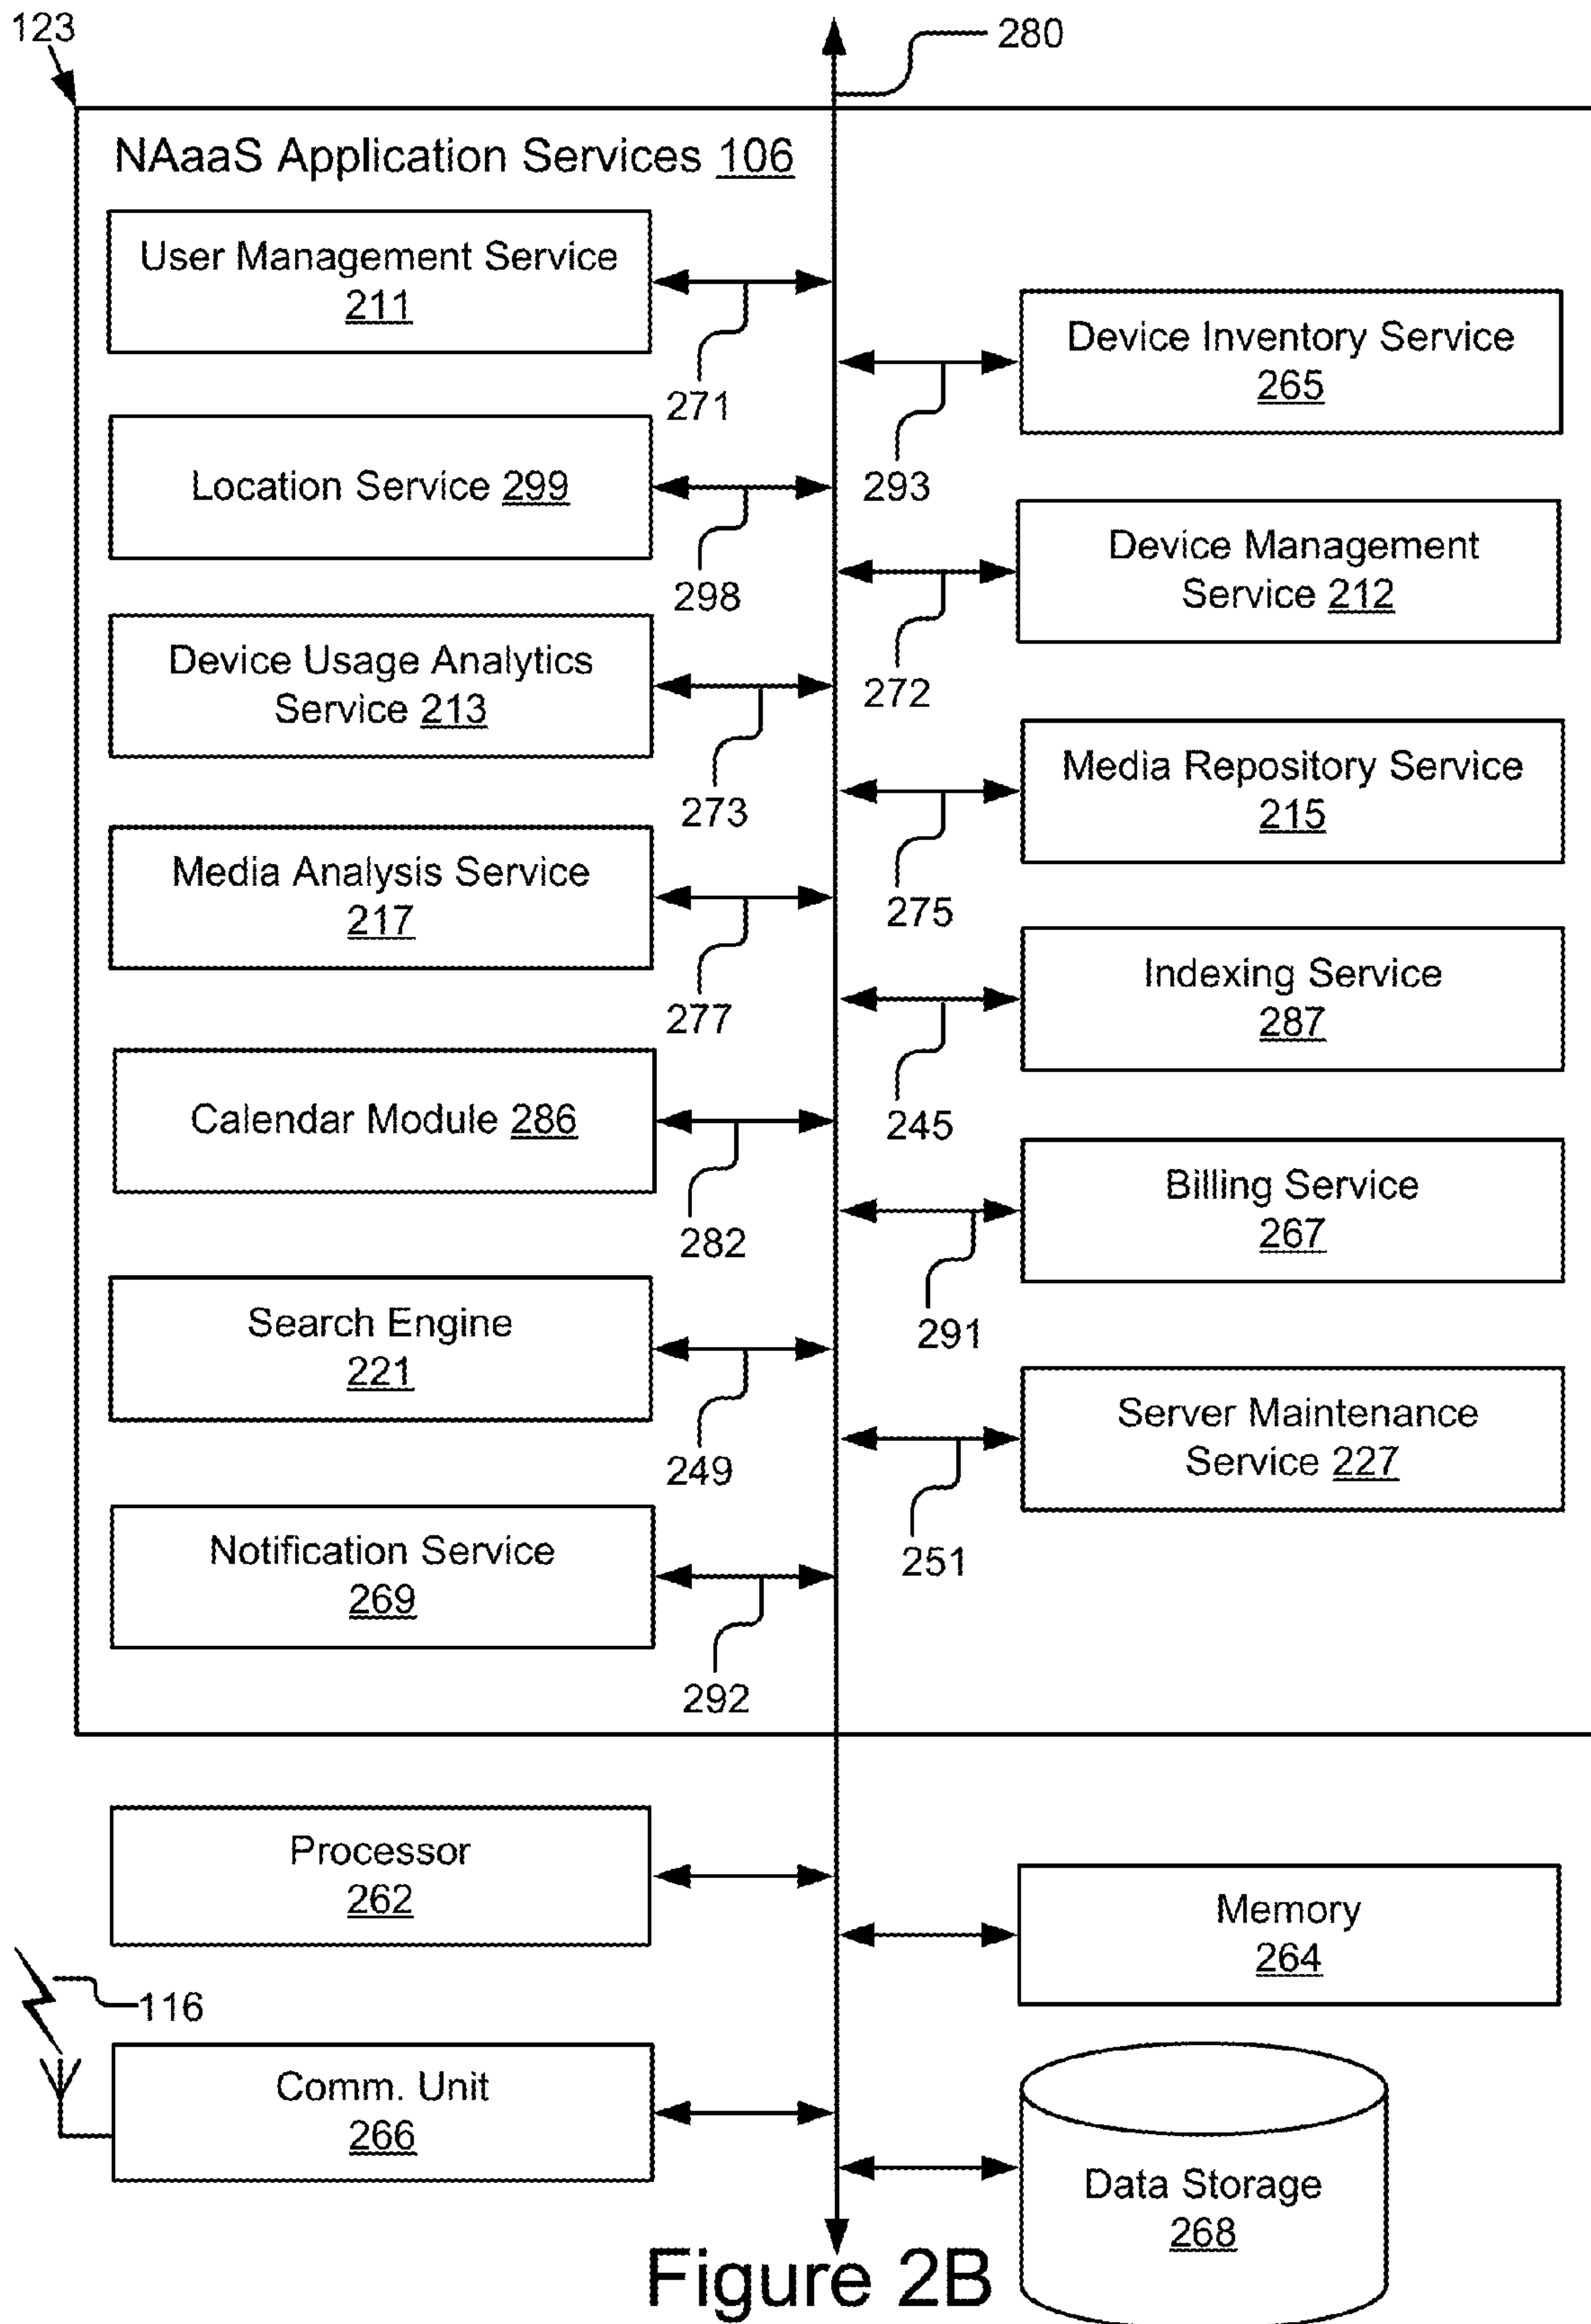 123
280
NAaaS Application Services 106
User Management Service
211
271
Device Inventory Service
265
293
Location Service 299
298
Device Management
Service 212
272
Device Usage Analytics
Service 213
273
Media Repository Service
215
275
Media Analysis Service
217
277
Indexing Service
287
245
Calendar Module 286
282
Billing Service
267
291
Search Engine
221
249
Server Maintenance
Service 227
251
Notification Service
269
292
Processor
262
Memory
264
116
Comm. Unit
266
Data Storage
268
Figure 2B